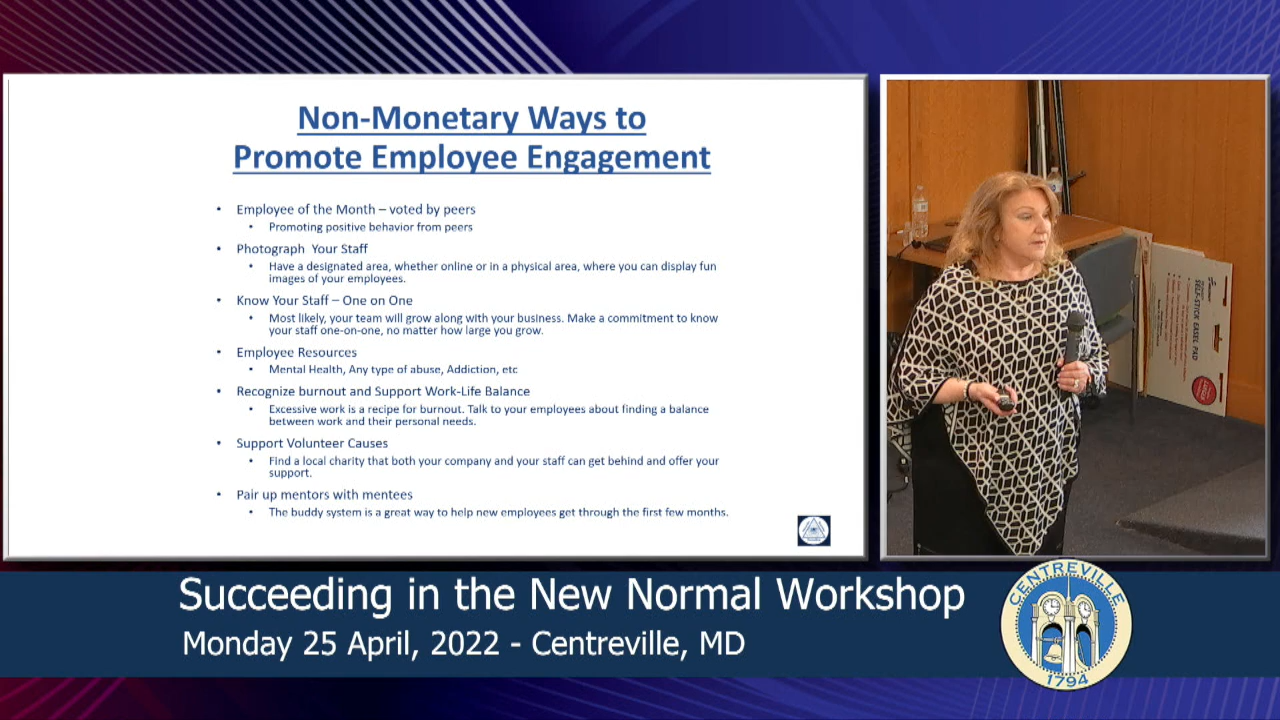 Non-Monetary Ways to
Promote Employee Engagement
• Employee of the Month – voted by peers
• Promoting positive behavior from peers
• Photograph Your Staff
• Have a designated area, whether online or in a physical area, where you can display fun
images of your employees.
• Know Your Staff – One on One
• Most likely, your team will grow along with your business. Make a commitment to know
your staff one-on-one, no matter how large you grow.
• Employee Resources
• Mental Health, Any type of abuse, Addiction, etc
• Recognize burnout and Support Work-Life Balance
• Excessive work is a recipe for burnout. Talk to your employees about finding a balance
between work and their personal needs.
• Support Volunteer Causes
• Find a local charity that both your company and your staff can get behind and offer your
support.
• Pair up mentors with mentees
• The buddy system is a great way to help new employees get through the first few months.
SELF-STICK EASEL PAD
Succeeding in the New Normal Workshop
Monday 25 April, 2022 - Centreville, MD
CENTREVILLE
1794